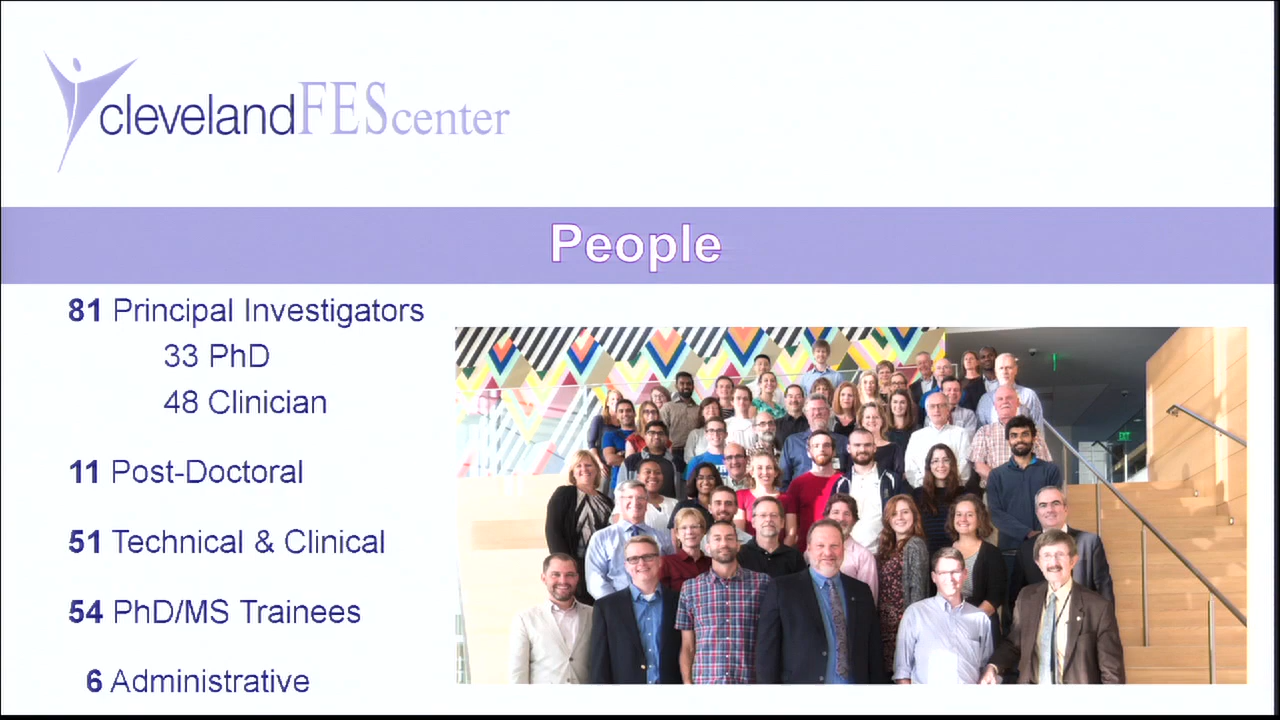 clevelandFEScenter
People
81 Principal Investigators
33 PhD
48 Clinician
11 Post-Doctoral
51 Technical & Clinical
54 PhD/MS Trainees
6 Administrative